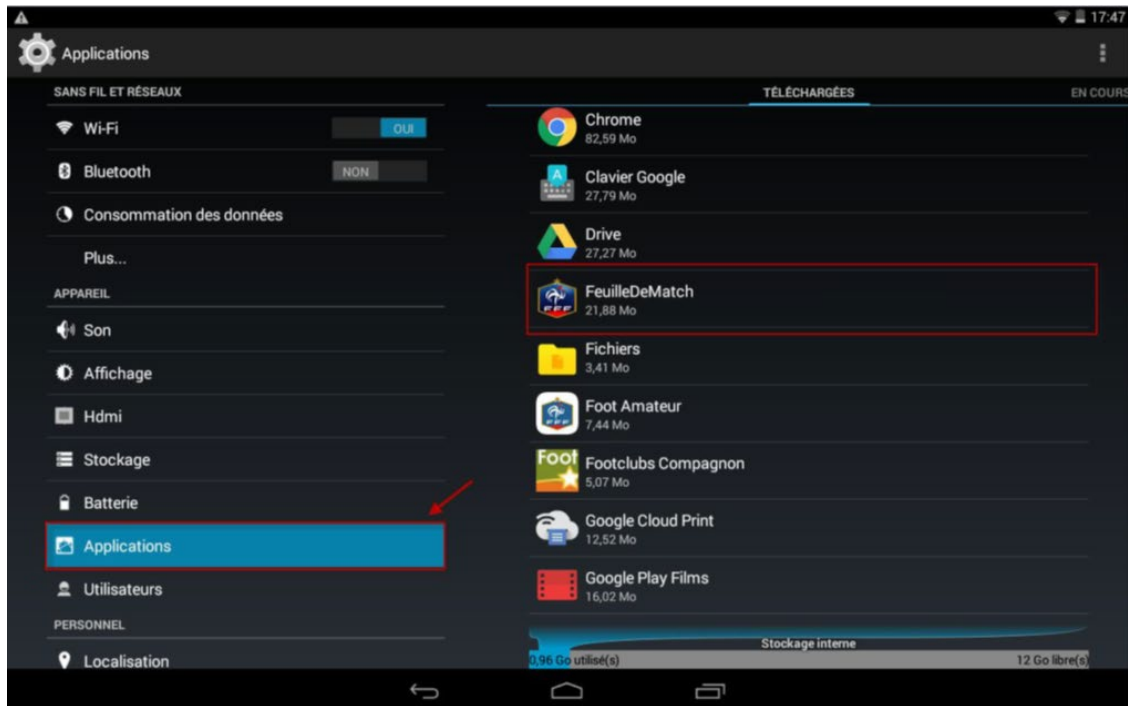 17:47
Applications
SANS FIL ET RÉSEAUX
Wi-Fi
OUI
Bluetooth
NON
Consommation des données
Plus...
APPAREIL
Son
Affichage
Hdmi
Stockage
Batterie
Applications
Utilisateurs
PERSONNEL
Localisation
TÉLÉCHARGÉES
EN COURS
Chrome
82,59 Mo
Clavier Google
27,79 Mo
Drive
27,27 Mo
FeuilleDeMatch
21,88 Mo
Fichiers
3,41 Mo
FFF
Foot Amateur
7,44 Mo
Foot
Footclubs Compagnon
5,07 Mo
Google Cloud Print
12,52 Mo
Google Play Films
16,02 Mo
Stockage interne
0,96 Go utilisé(s)
12 Go libre(s)